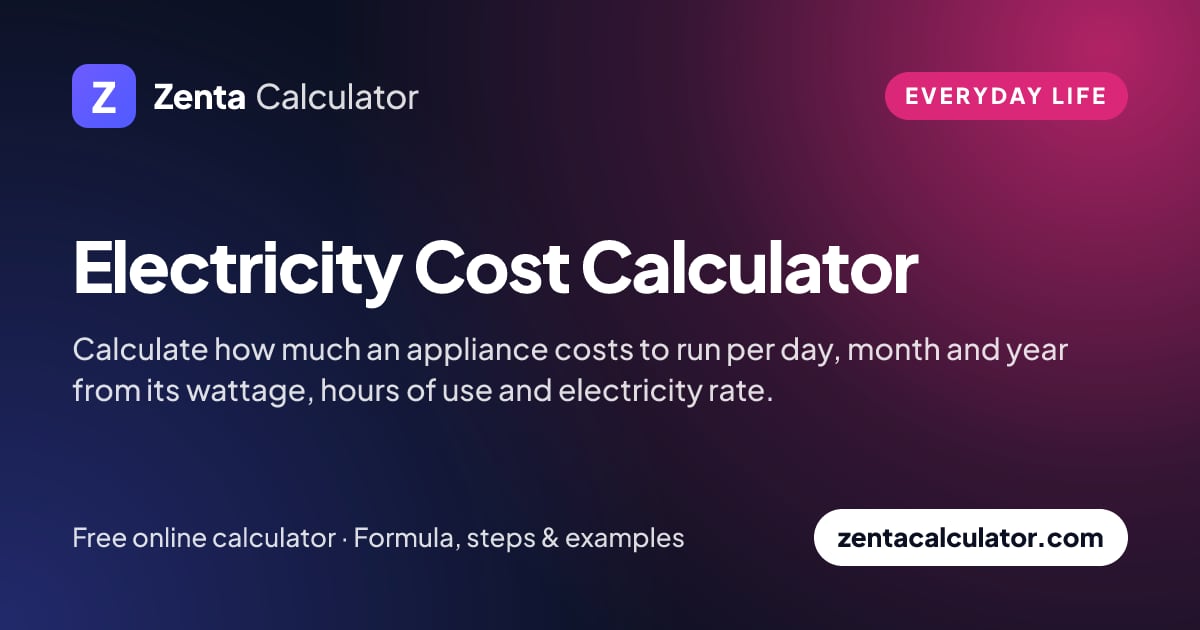 Z
Zenta Calculator
EVERYDAY LIFE
Electricity Cost Calculator
Calculate how much an appliance costs to run per day, month and year
from its wattage, hours of use and electricity rate.
Free online calculator · Formula, steps & examples
zentacalculator.com